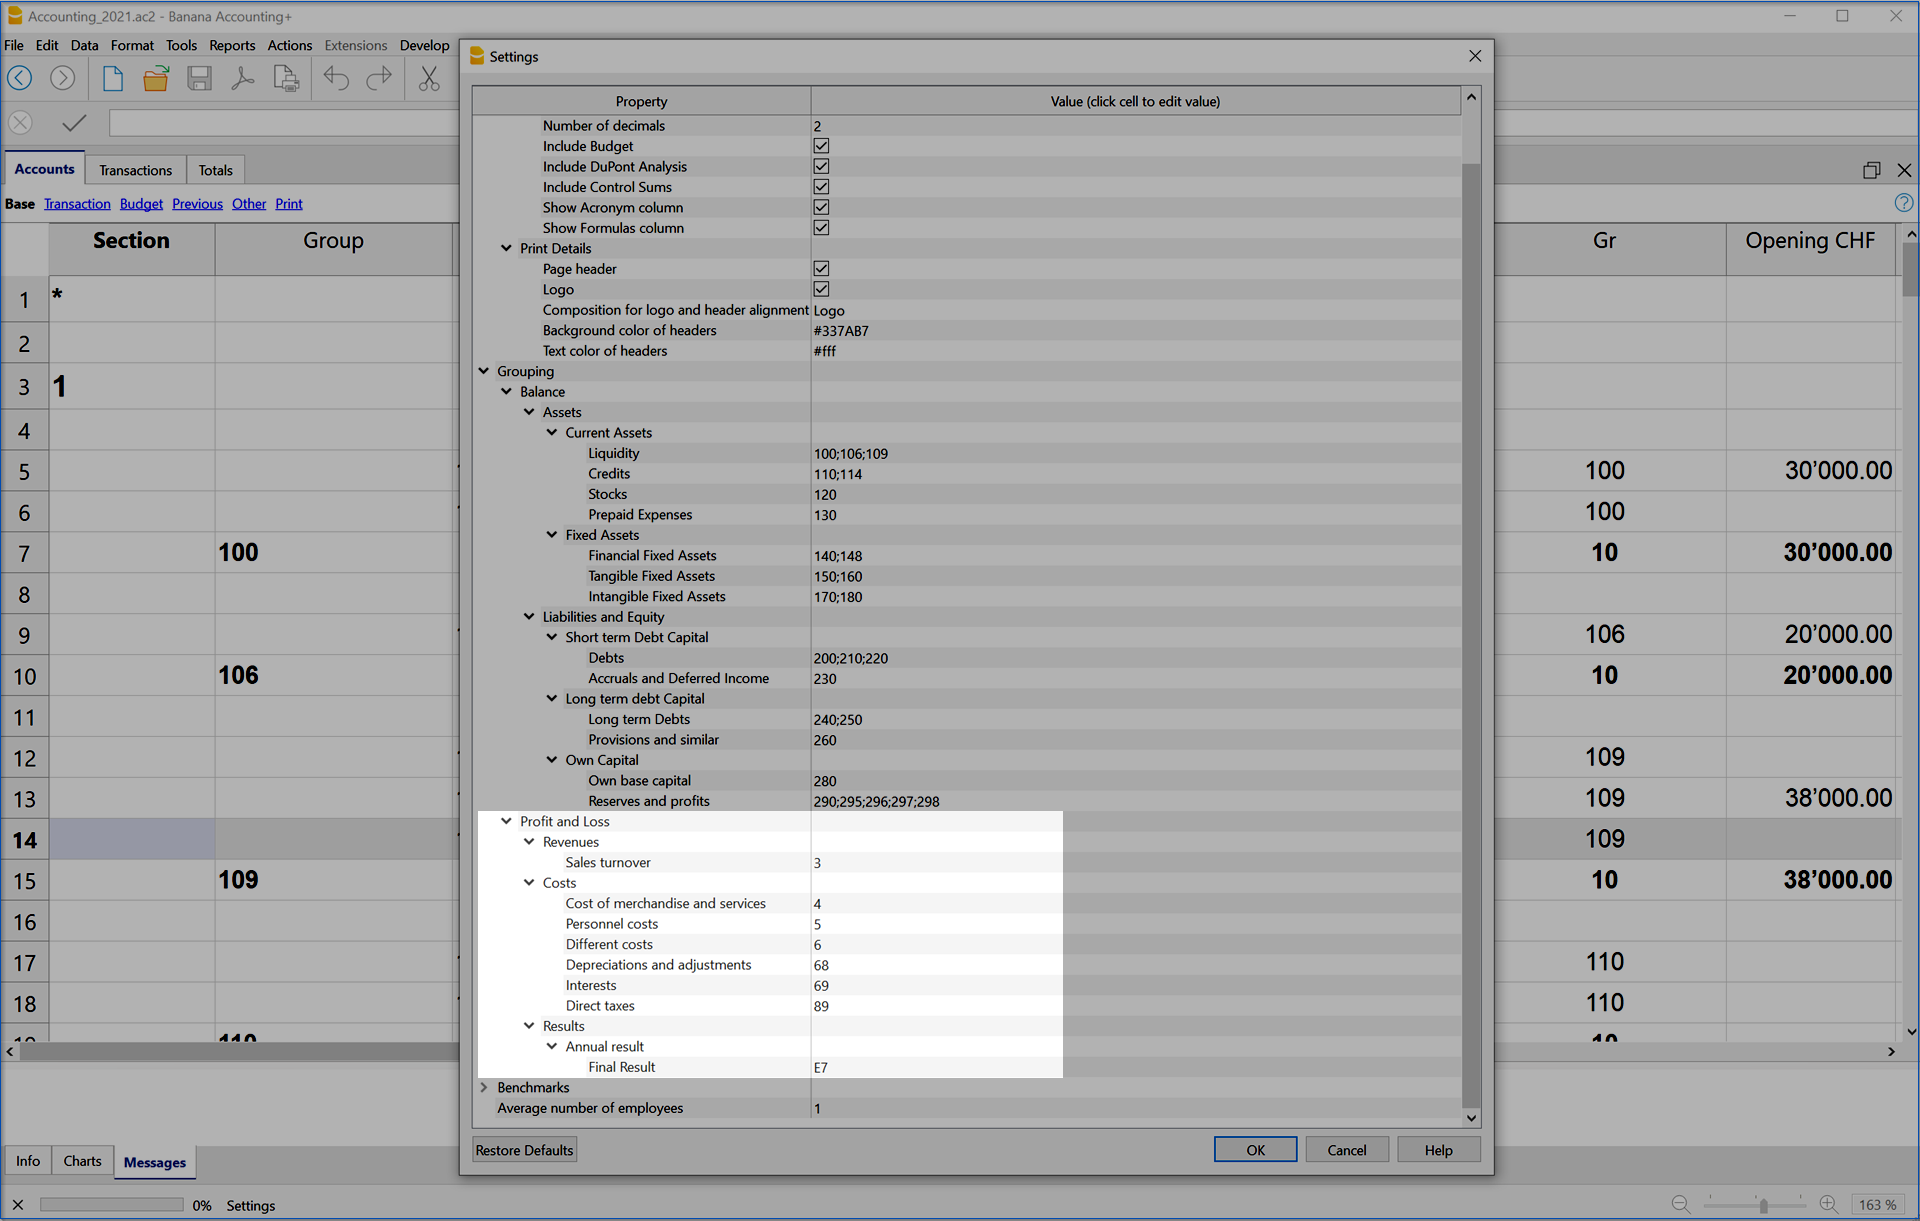 Accounting_2021.ac2 - Banana Accounting+
File Edit Data Format Tools Reports Actions Extensions Develop
Accounts Transactions Totals
Base Transaction Budget Previous Other Print
Section Group Gr Opening CHF
1 *
2
3 1
4
5 100 30’000.00
6 100
7 100 10 30’000.00
8
9 106 20’000.00
10 106 10 20’000.00
11
12 109
13 109 38’000.00
14 109
15 109 10 38’000.00
16
17 110
18 110
19 110 10
Settings
Property Value (click cell to edit value)
Number of decimals 2
Include Budget
Include DuPont Analysis
Include Control Sums
Show Acronym column
Show Formulas column
Print Details
Page header
Logo
Composition for logo and header alignment Logo
Background color of headers #337AB7
Text color of headers #fff
Grouping
Balance
Assets
Current Assets
Liquidity 100;106;109
Credits 110;114
Stocks 120
Prepaid Expenses 130
Fixed Assets
Financial Fixed Assets 140;148
Tangible Fixed Assets 150;160
Intangible Fixed Assets 170;180
Liabilities and Equity
Short term Debt Capital
Debts 200;210;220
Accruals and Deferred Income 230
Long term debt Capital
Long term Debts 240;250
Provisions and similar 260
Own Capital
Own base capital 280
Reserves and profits 290;295;296;297;298
Profit and Loss
Revenues
Sales turnover 3
Costs
Cost of merchandise and services 4
Personnel costs 5
Different costs 6
Depreciations and adjustments 68
Interests 69
Direct taxes 89
Results
Annual result
Final Result E7
Benchmarks
Average number of employees 1
Restore Defaults OK Cancel Help
Info Charts Messages
0% Settings 163 %